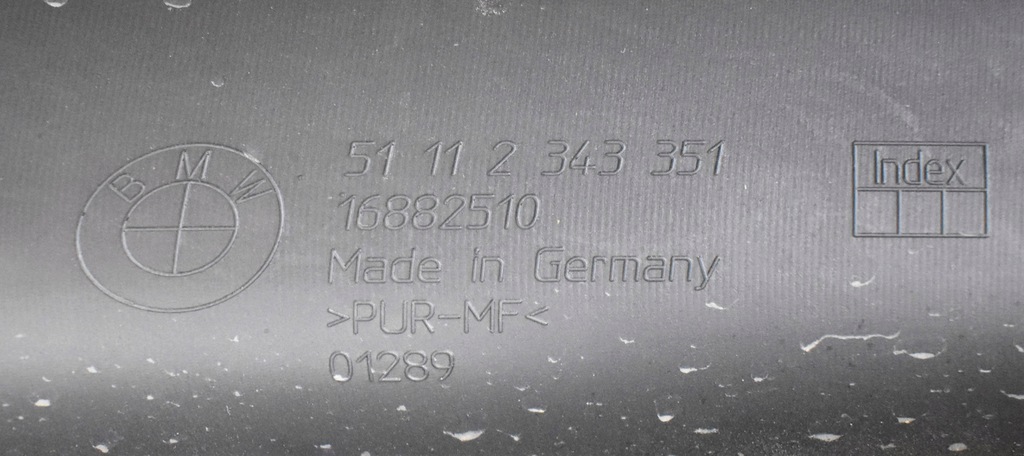 BMW
51 11 2 343 351
16882510
Made in Germany
>PUR-MF<
01289
Index